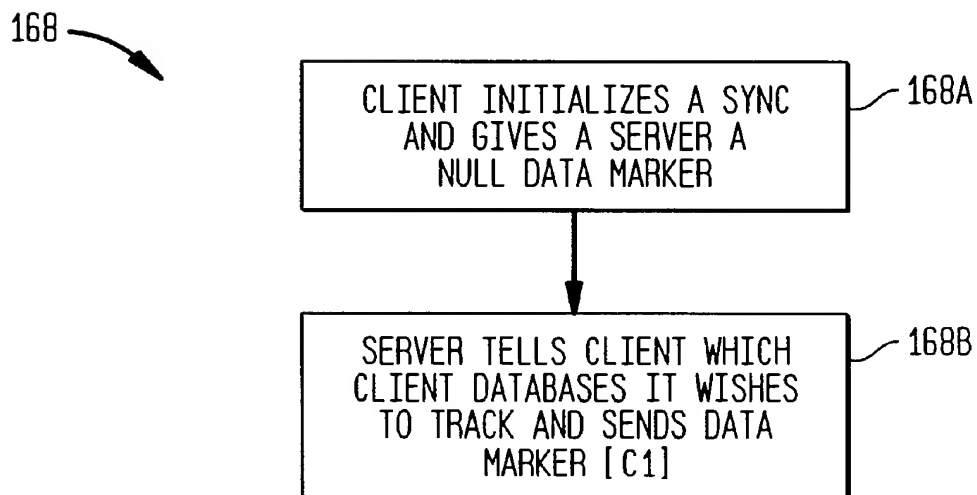 168
CLIENT INITIALIZES A SYNC
AND GIVES A SERVER A
NULL DATA MARKER
168A
SERVER TELLS CLIENT WHICH
CLIENT DATABASES IT WISHES
TO TRACK AND SENDS DATA
MARKER [C1]
168B